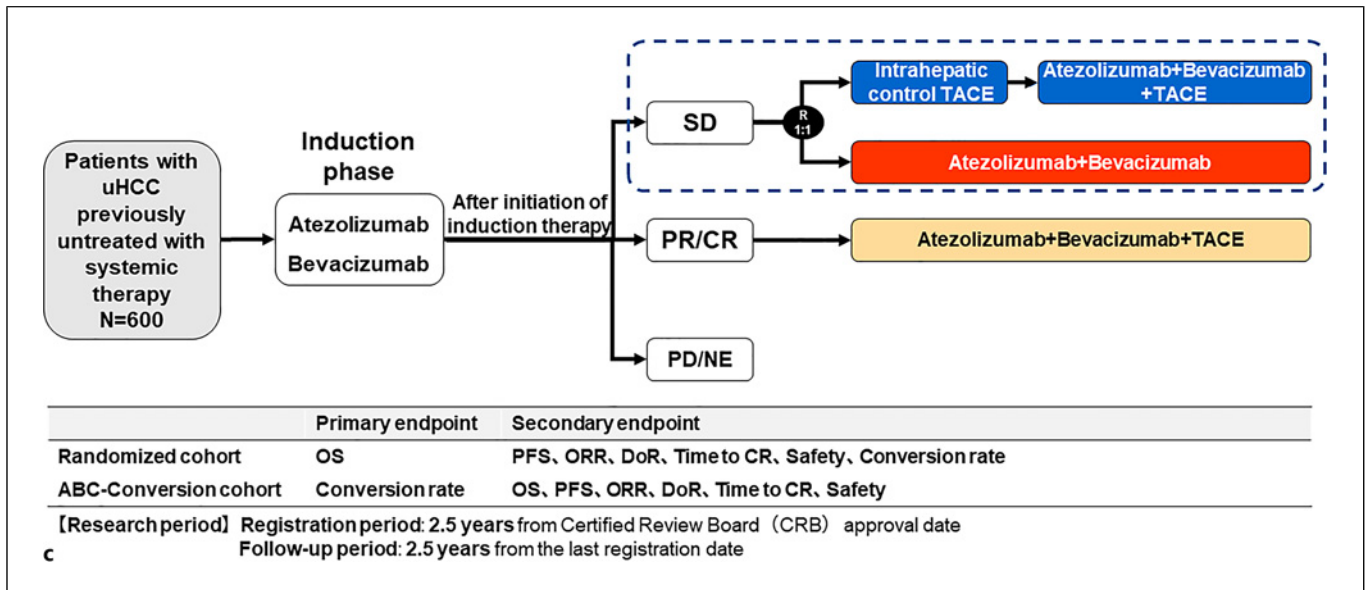 Patients with
uHCC
previously
untreated with
systemic
therapy
N=600
Induction
phase
Atezolizumab
Bevacizumab
After initiation of
induction therapy
SD
R
1:1
Intrahepatic
control TACE
Atezolizumab+Bevacizumab
+TACE
Atezolizumab+Bevacizumab
PR/CR
Atezolizumab+Bevacizumab+TACE
PD/NE
Primary endpoint Secondary endpoint
Randomized cohort OS PFS、ORR、DoR、Time to CR、Safety、Conversion rate
ABC-Conversion cohort Conversion rate OS、PFS、ORR、DoR、Time to CR、Safety
【Research period】 Registration period: 2.5 years from Certified Review Board（CRB） approval date
Follow-up period: 2.5 years from the last registration date
c